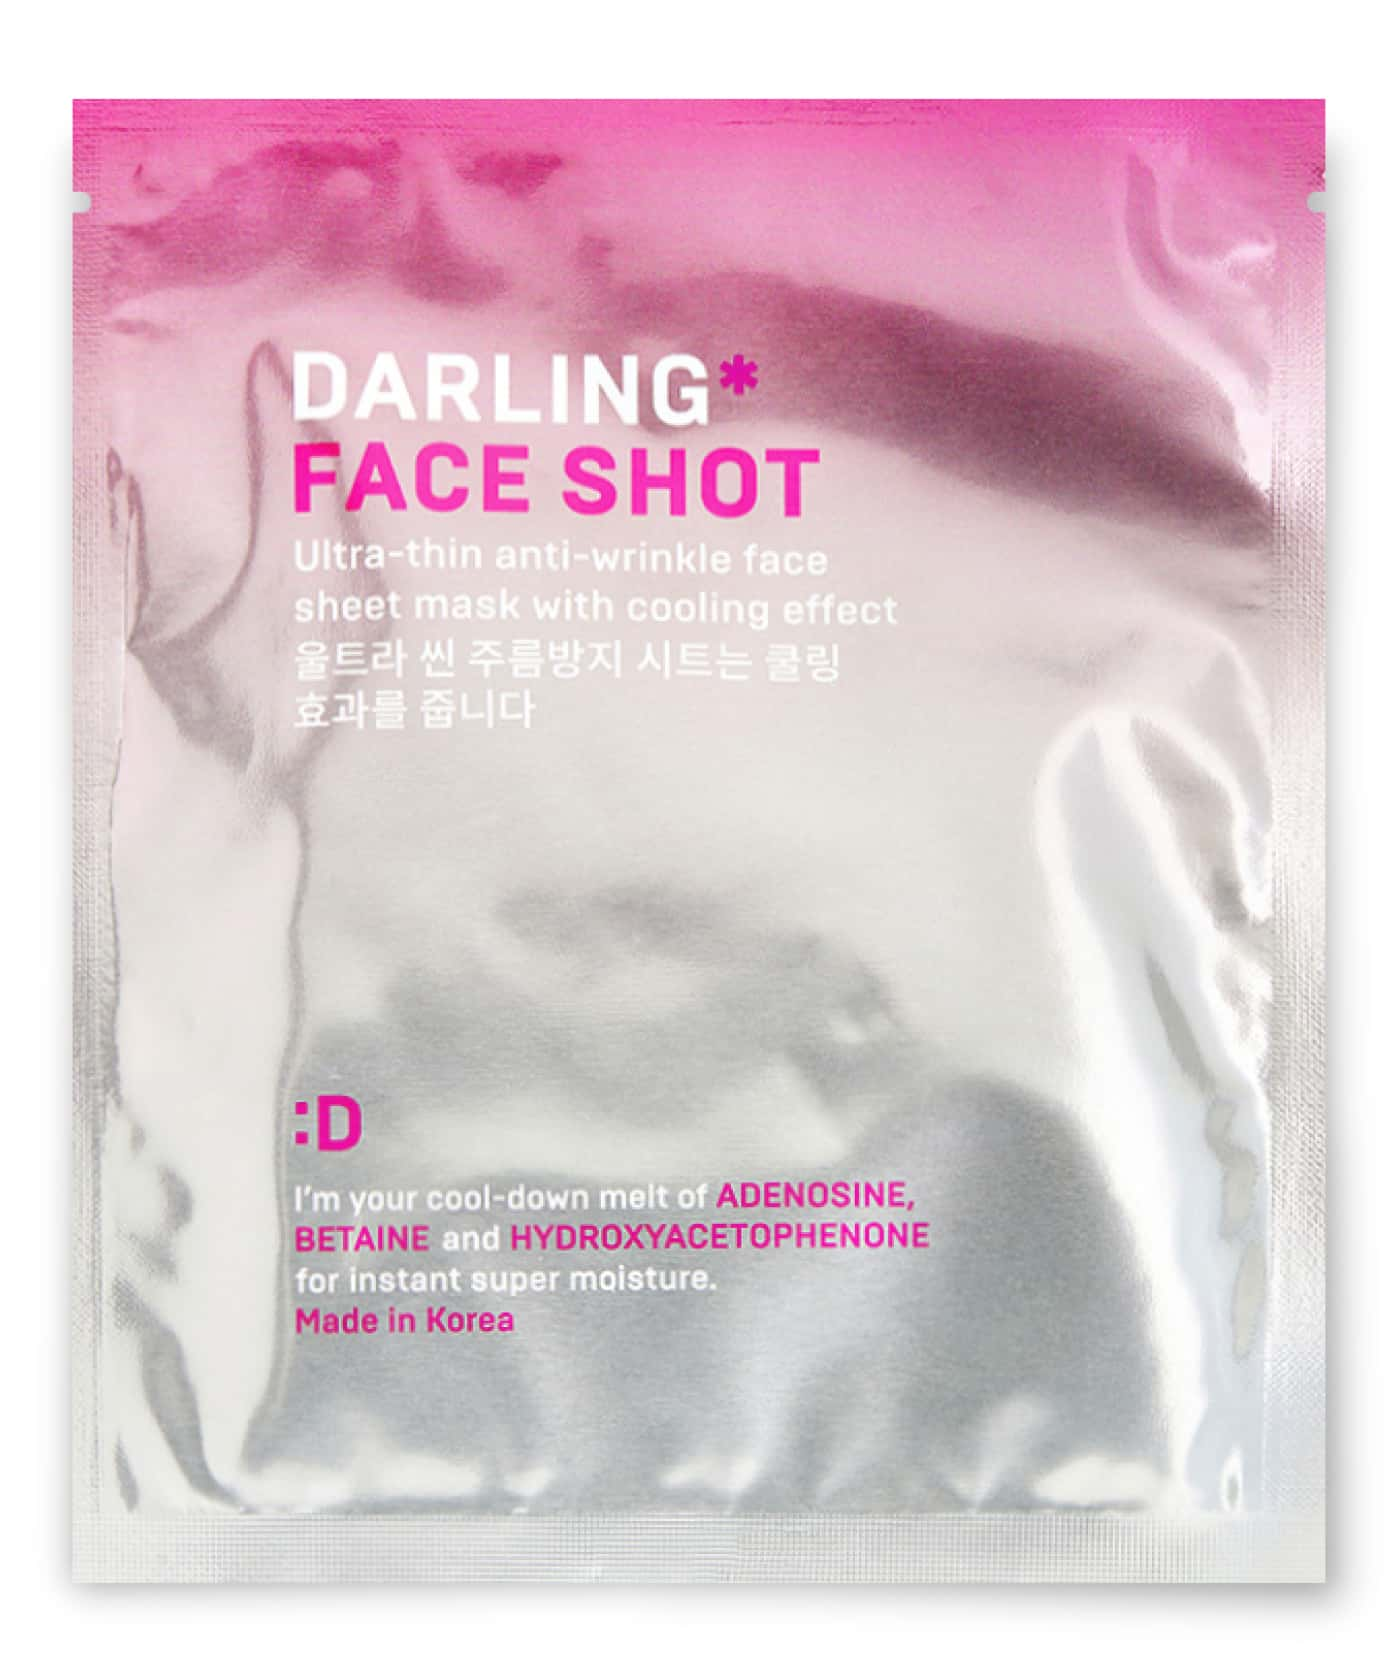 DARLING*
FACE SHOT
Ultra-thin anti-wrinkle face
sheet mask with cooling effect
울트라 씬 주름방지 시트는 쿨링
효과를 줍니다
:D
I'm your cool-down melt of ADENOSINE,
BETAINE and HYDROXYACETOPHENONE
for instant super moisture.
Made in Korea